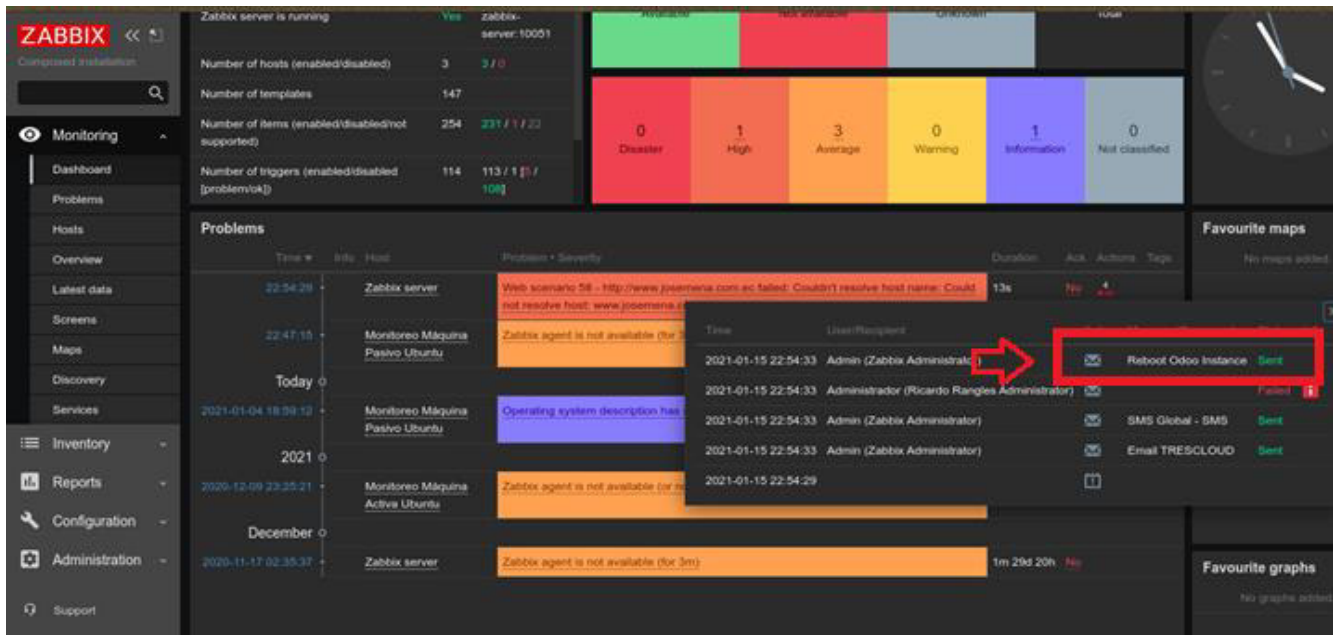 ZABBIX
Composed installation
Monitoring
Dashboard
Problems
Hosts
Overview
Latest data
Screens
Maps
Discovery
Services
Inventory
Reports
Configuration
Administration
Support
Zabbix server is running Yes zabbix-
server:10051
Number of hosts (enabled/disabled) 3 3 / 0
Number of templates 147
Number of items (enabled/disabled/not 254 231 / 1 / 22
supported)
Number of triggers (enabled/disabled 114 113 / 1 [5 /
[problem/ok]) 108]
Available Not available Unknown Total
0 1 3 0 1 0
Disaster High Average Warning Information Not classified
Problems
Time Info Host Problem • Severity Duration Ack Actions Tags
22:54:29 Zabbix server Web scenario 58 - http://www.josemena.com.ec failed: Couldn't resolve host name: Could 13s No 4
not resolve host: www.josemena.c
22:47:15 Monitoreo Máquina Zabbix agent is not available (for 3
Pasivo Ubuntu
Today
2021-01-04 18:59:12 Monitoreo Máquina Operating system description has
Pasivo Ubuntu
2021
2020-12-09 23:25:21 Monitoreo Máquina Zabbix agent is not available (or no
Activa Ubuntu
December
2020-11-17 02:35:37 Zabbix server Zabbix agent is not available (for 3m) 1m 29d 20h No
Time User/Recipient
2021-01-15 22:54:33 Admin (Zabbix Administrator) Reboot Odoo Instance Sent
2021-01-15 22:54:33 Administrador (Ricardo Rangles Administrator) Failed
2021-01-15 22:54:33 Admin (Zabbix Administrator) SMS Global - SMS Sent
2021-01-15 22:54:33 Admin (Zabbix Administrator) Email TRESCLOUD Sent
2021-01-15 22:54:29
Favourite maps
No maps added.
Favourite graphs
No graphs added.